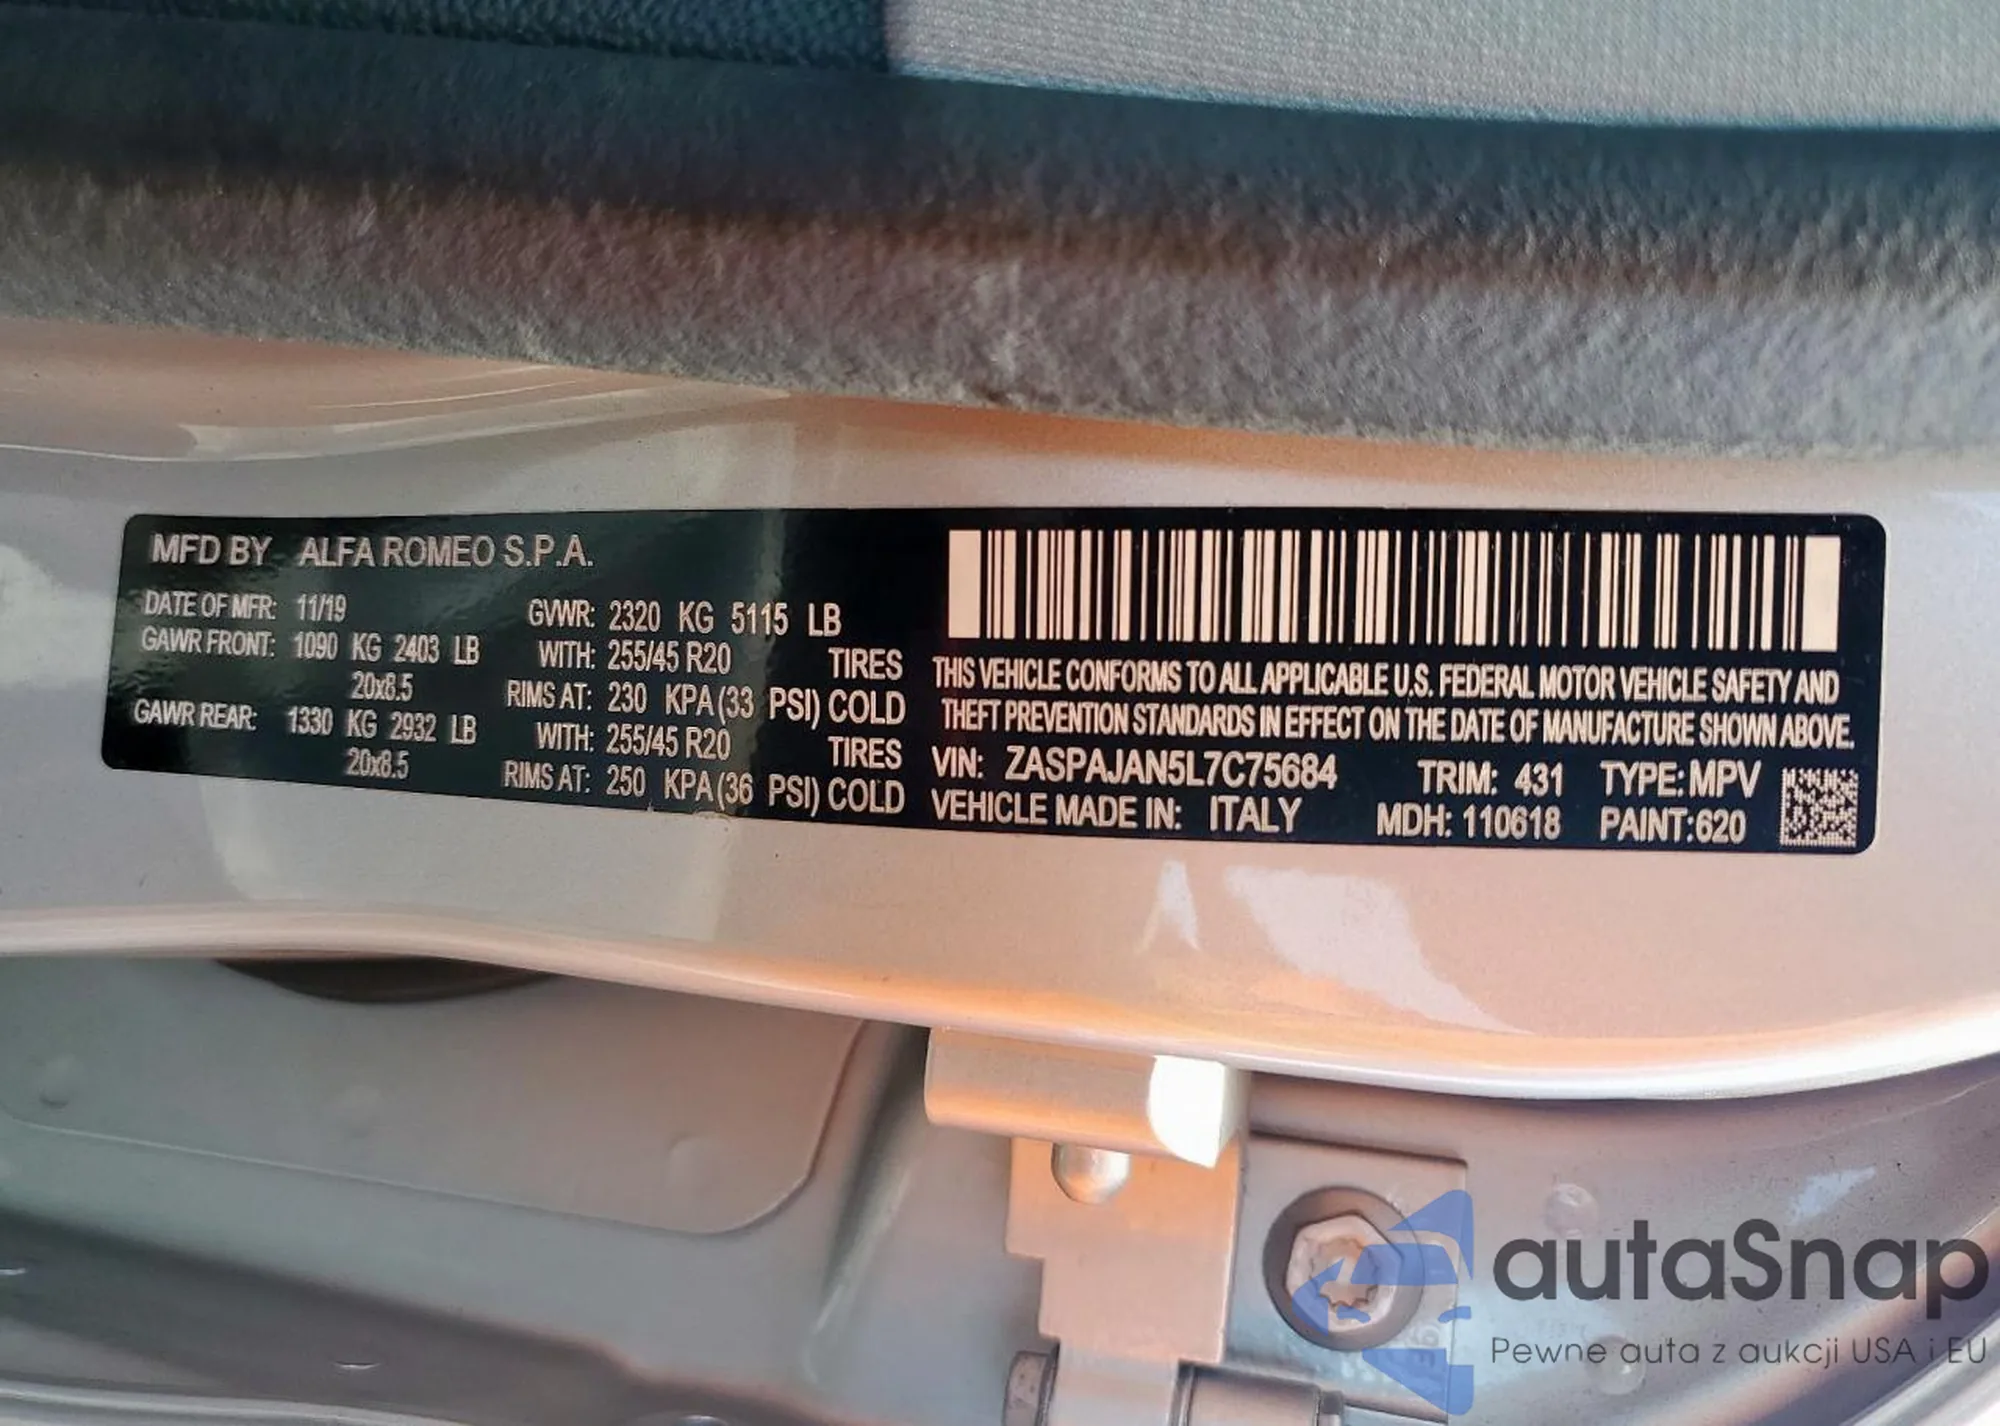 MFD BY ALFA ROMEO S.P.A.
DATE OF MFR: 11/19 GVWR: 2320 KG 5115 LB
GAWR FRONT: 1090 KG 2403 LB WITH: 255/45 R20 TIRES
20x8.5 RIMS AT: 230 KPA (33 PSI) COLD
GAWR REAR: 1330 KG 2932 LB WITH: 255/45 R20 TIRES
20x8.5 RIMS AT: 250 KPA (36 PSI) COLD
THIS VEHICLE CONFORMS TO ALL APPLICABLE U.S. FEDERAL MOTOR VEHICLE SAFETY AND
THEFT PREVENTION STANDARDS IN EFFECT ON THE DATE OF MANUFACTURE SHOWN ABOVE.
VIN: ZASPAJAN5L7C75684 TRIM: 431 TYPE: MPV
VEHICLE MADE IN: ITALY MDH: 110618 PAINT: 620
autaSnap
Pewne auta z aukcji USA i EU